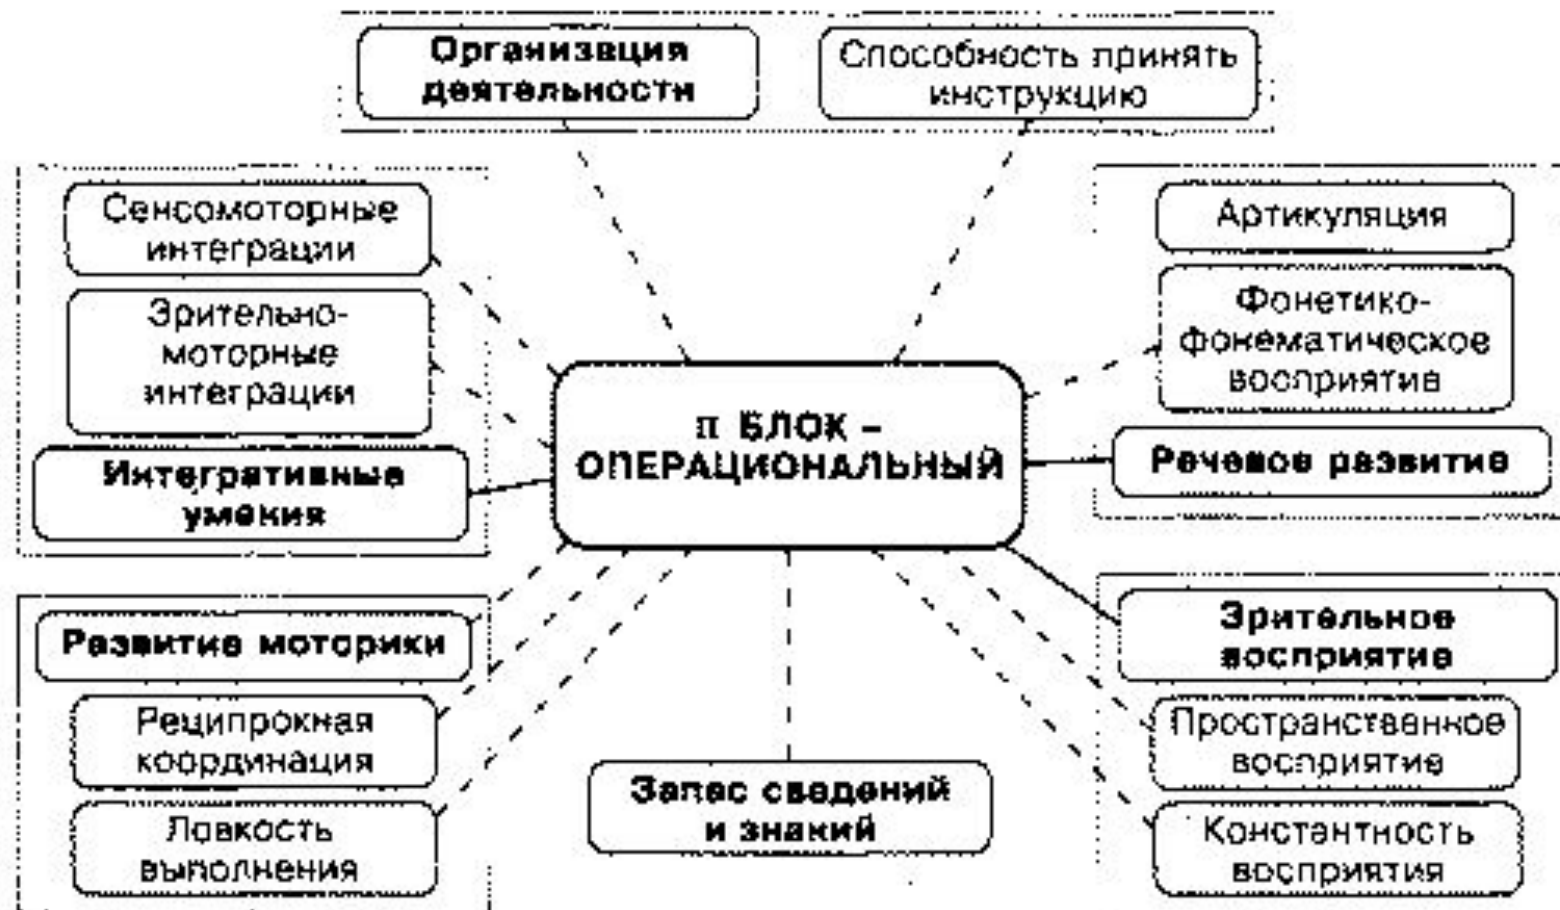 Организация
деятельности
Способность принять
инструкцию
Сенсомоторные
интеграции
Зрительно-
моторные
интеграции
Интегративные
умения
Артикуляция
Фонетико-
фонематическое
восприятие
Речевое развитие
II БЛОК –
ОПЕРАЦИОНАЛЬНЫЙ
Развитие моторики
Реципрокная
координация
Ловкость
выполнения
Запас сведений
и знаний
Зрительное
восприятие
Пространственное
восприятие
Константность
восприятия